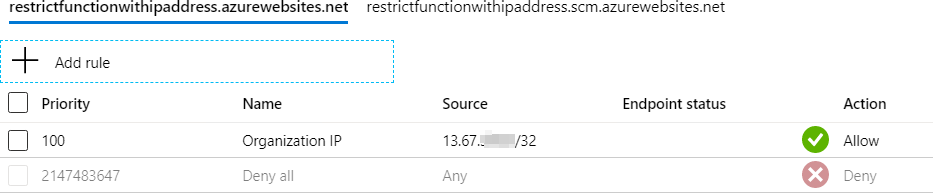 restrictfunctionwithipaddress.azurewebsites.net restrictfunctionwithipaddress.scm.azurewebsites.net
Add rule
Priority Name Source Endpoint status Action
100 Organization IP 13.67. /32 Allow
2147483647 Deny all Any Deny